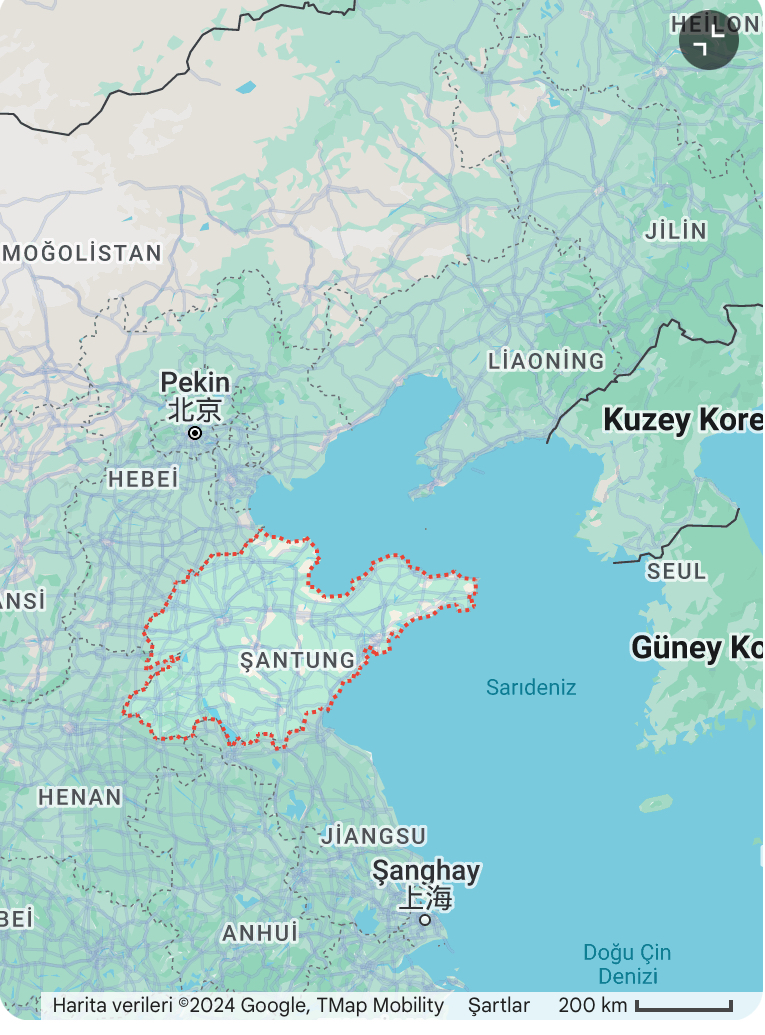 HEİLON
JİLİN
MOĞOLİSTAN
LİAONİNG
Pekin
北京
Kuzey Kore
HEBEİ
SEUL
ANSİ
Güney Ko
ŞANTUNG
Sarıdeniz
HENAN
JİANGSU
Şanghay
上海
BEİ
ANHUİ
Doğu Çin
Denizi
Harita verileri ©2024 Google, TMap Mobility Şartlar 200 km